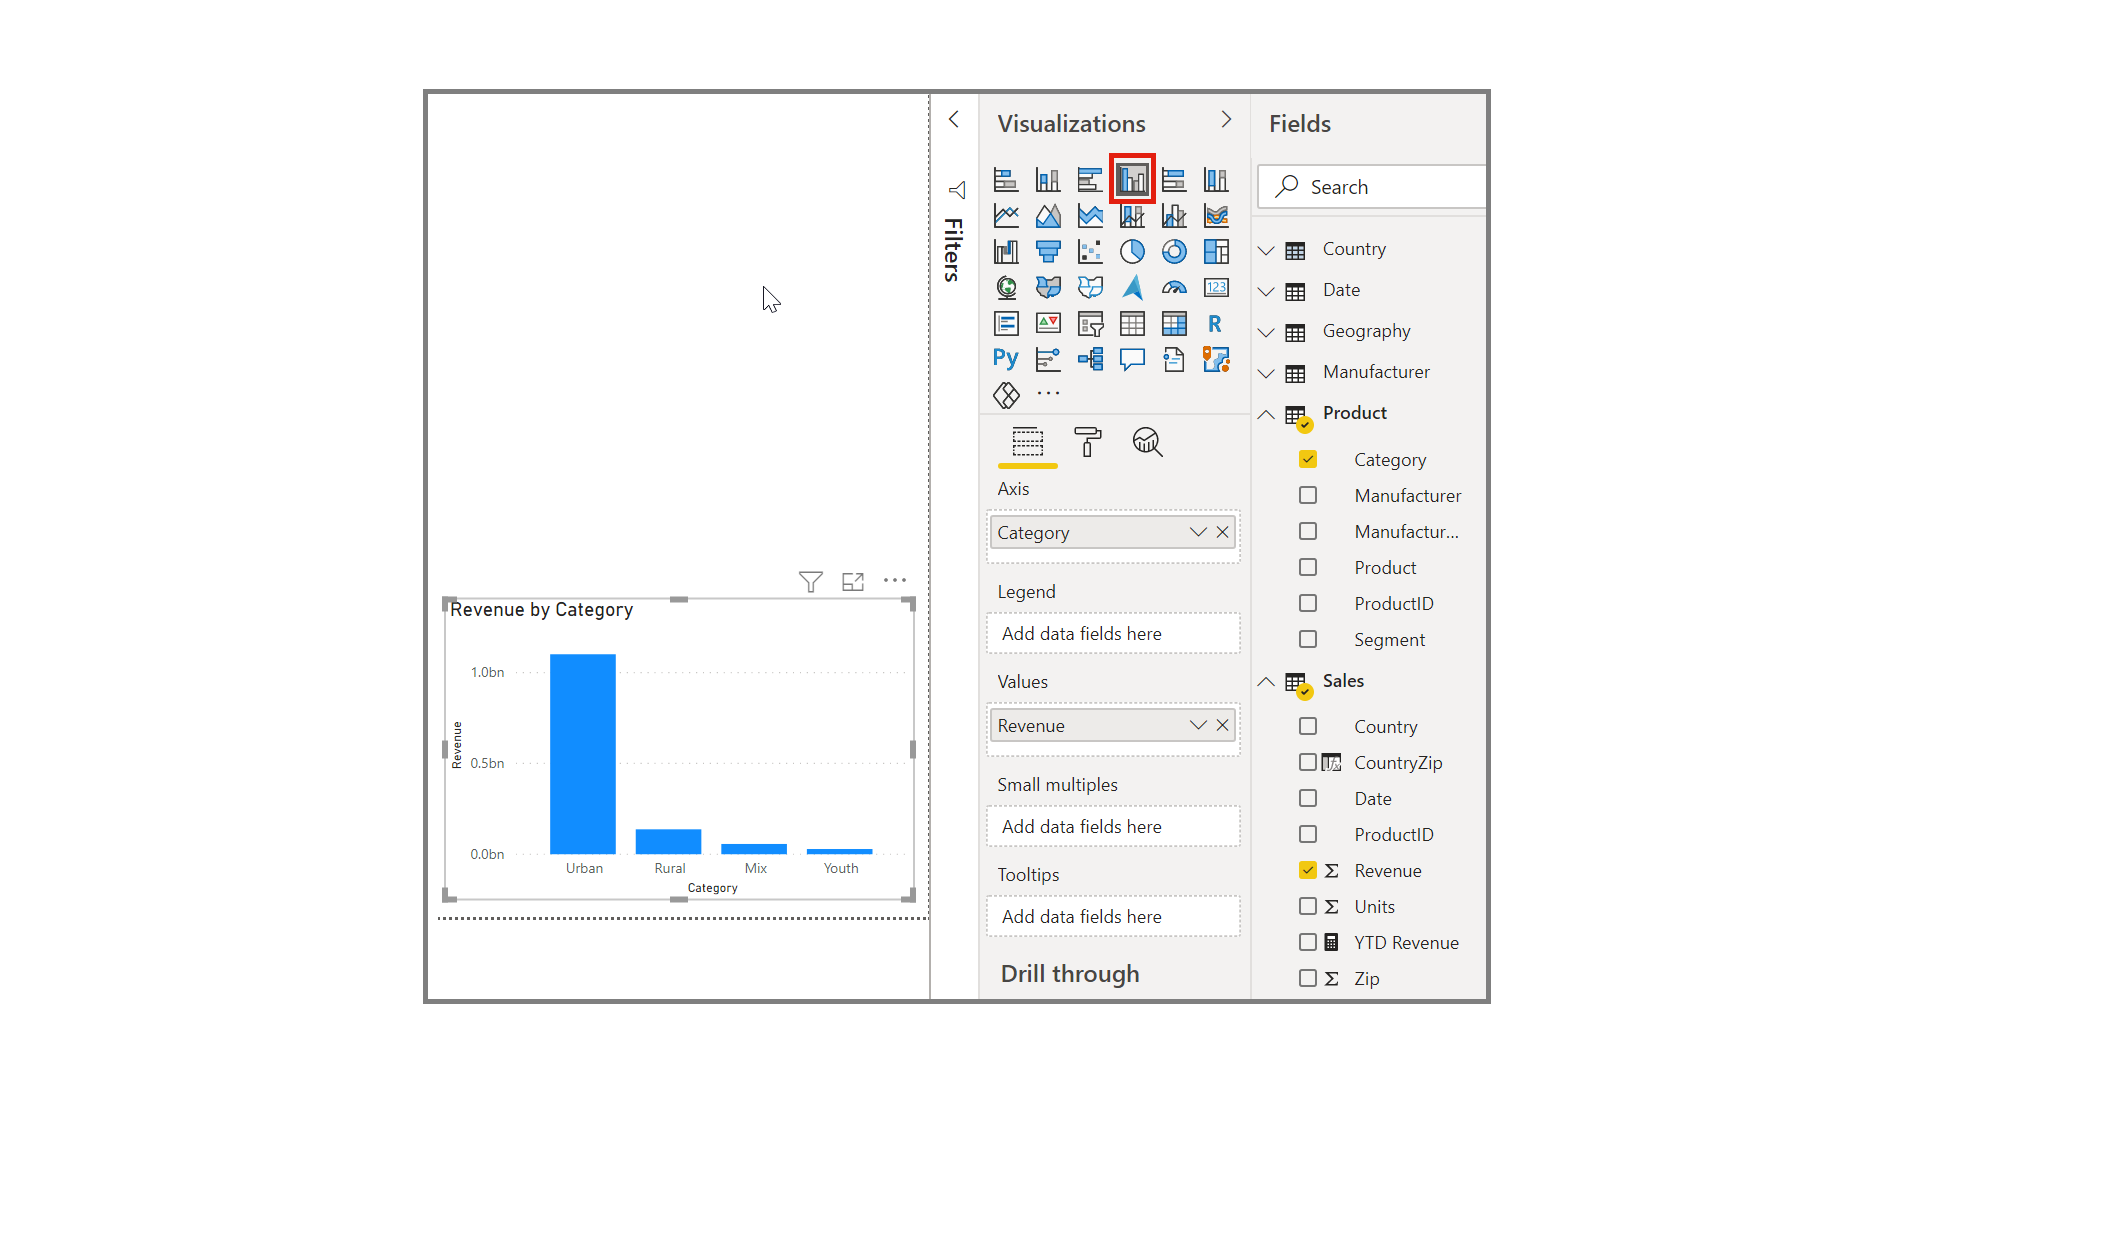 Filters
Visualizations
123
R
Py
...
Axis
Category
Legend
Add data fields here
Values
Revenue
Small multiples
Add data fields here
Tooltips
Add data fields here
Drill through
Fields
Search
Country
Date
Geography
Manufacturer
Product
Category
Manufacturer
Manufactur...
Product
ProductID
Segment
Sales
Country
CountryZip
Date
ProductID
Σ Revenue
Σ Units
YTD Revenue
Σ Zip
Revenue by Category
1.0bn
0.5bn
0.0bn
Revenue
Urban Rural Mix Youth
Category